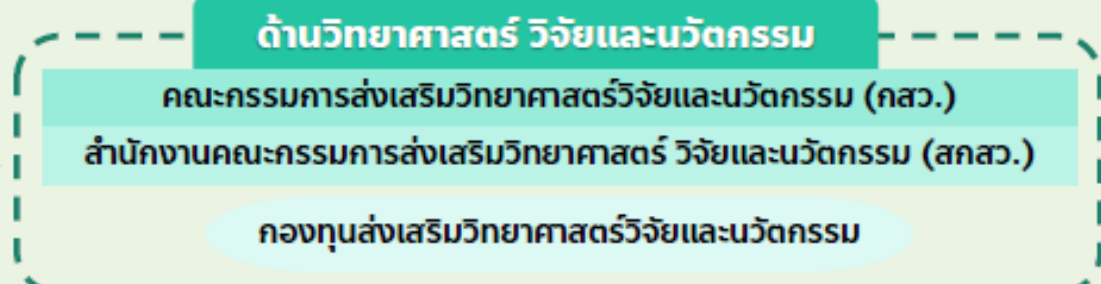 ด้านวิทยาศาสตร์ วิจัยและนวัตกรรม
คณะกรรมการส่งเสริมวิทยาศาสตร์วิจัยและนวัตกรรม (กสว.)
สำนักงานคณะกรรมการส่งเสริมวิทยาศาสตร์ วิจัยและนวัตกรรม (สกสว.)
กองทุนส่งเสริมวิทยาศาสตร์วิจัยและนวัตกรรม